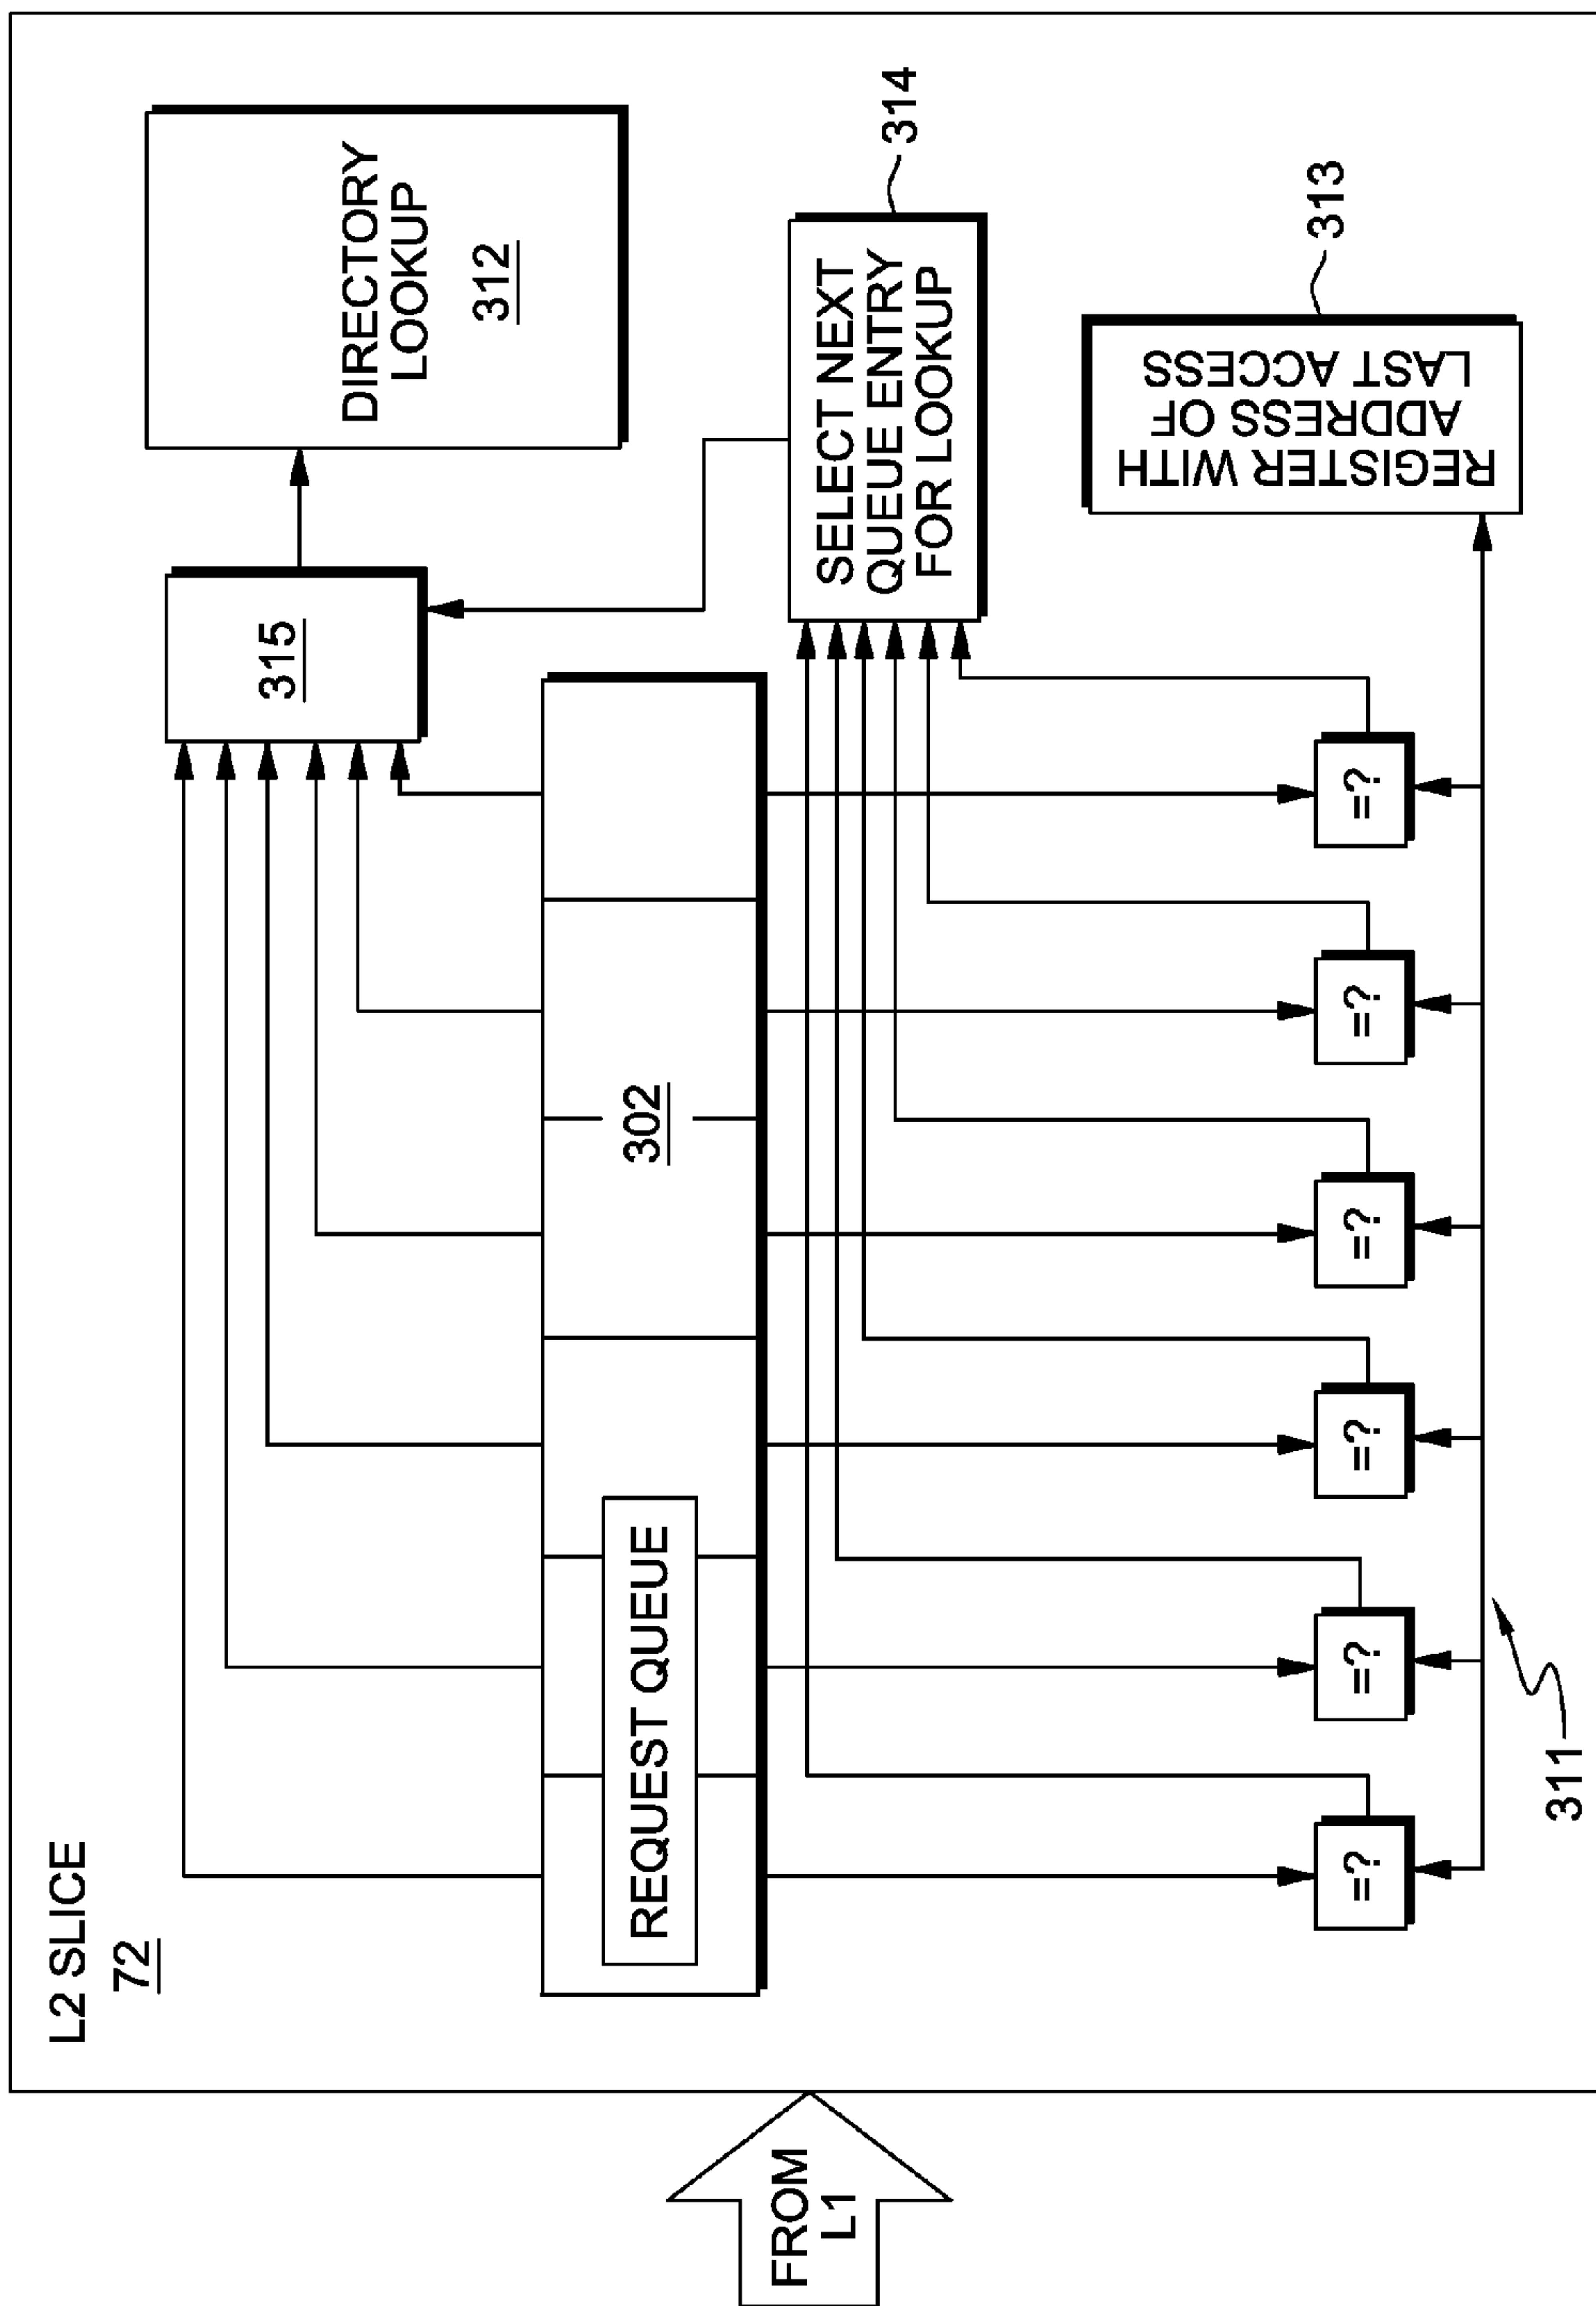 L2 SLICE
72
FROM
L1
315
DIRECTORY
LOOKUP
312
REQUEST QUEUE
302
SELECT NEXT
QUEUE ENTRY
FOR LOOKUP
314
=?
=?
=?
=?
=?
=?
REGISTER WITH
ADDRESS OF
LAST ACCESS
313
311